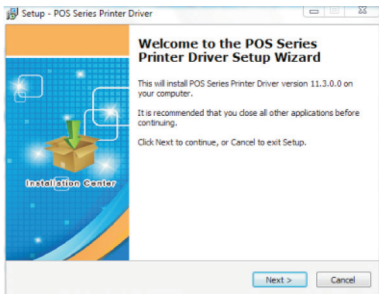 Setup - POS Series Printer Driver
Welcome to the POS Series
Printer Driver Setup Wizard
This will install POS Series Printer Driver version 11.3.0.0 on
your computer.
It is recommended that you close all other applications before
continuing.
Click Next to continue, or Cancel to exit Setup.
Installation Center
Next >
Cancel